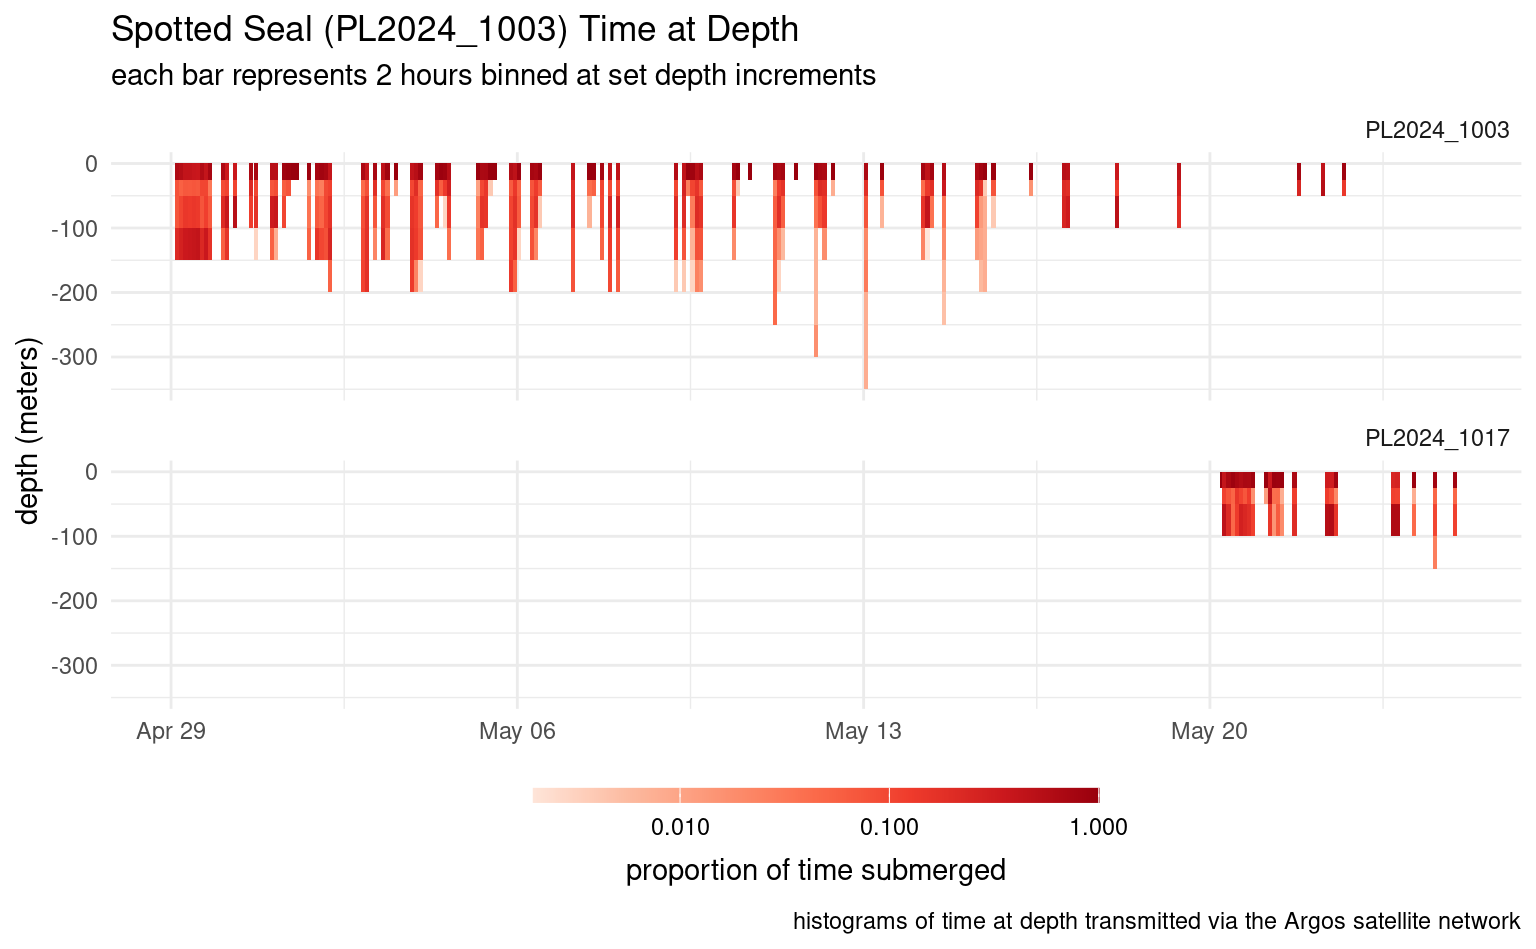 Spotted Seal (PL2024_1003) Time at Depth
each bar represents 2 hours binned at set depth increments
PL2024_1003
0
-100
-200
-300
depth (meters)
PL2024_1017
0
-100
-200
-300
Apr 29 May 06 May 13 May 20
0.010 0.100 1.000
proportion of time submerged
histograms of time at depth transmitted via the Argos satellite network